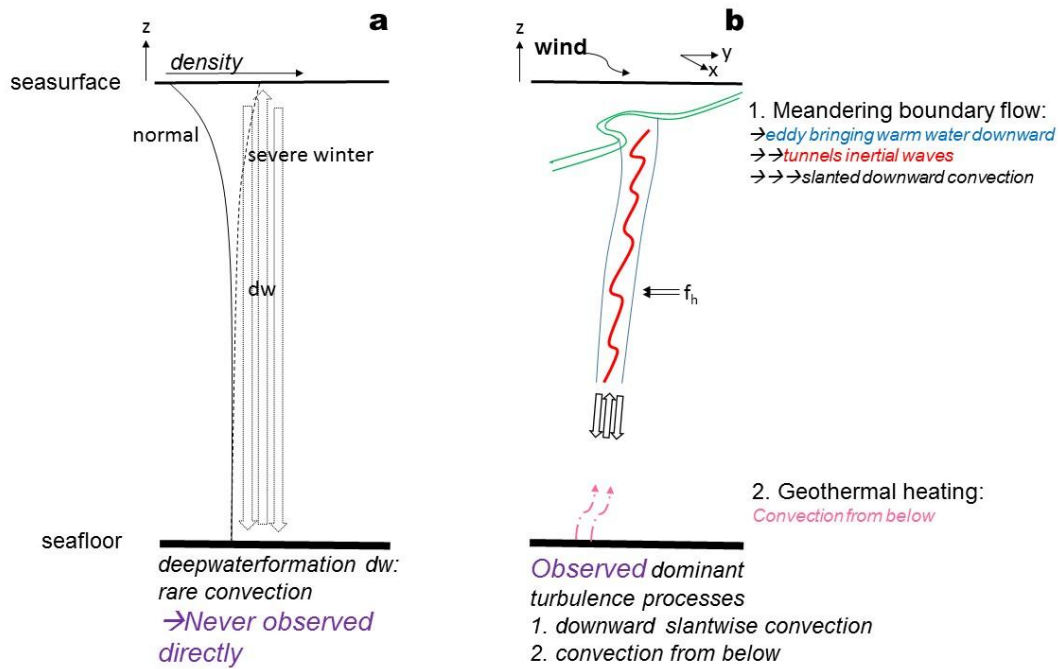 a
z
density
seasurface
normal
severe winter
dw
seafloor
deepwaterformation dw:
rare convection
→Never observed
directly
b
z
wind
y
x
1. Meandering boundary flow:
→eddy bringing warm water downward
→→tunnels inertial waves
→→→slanted downward convection
fh
2. Geothermal heating:
Convection from below
Observed dominant
turbulence processes
1. downward slantwise convection
2. convection from below